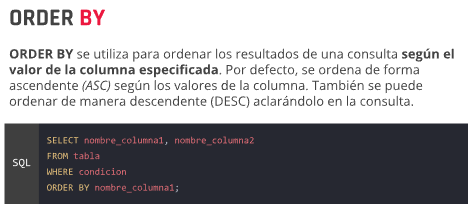 ORDER BY
ORDER BY se utiliza para ordenar los resultados de una consulta según el
valor de la columna especificada. Por defecto, se ordena de forma
ascendente (ASC) según los valores de la columna. También se puede
ordenar de manera descendente (DESC) aclarándolo en la consulta.
SQL
SELECT nombre_columna1, nombre_columna2
FROM tabla
WHERE condicion
ORDER BY nombre_columna1;